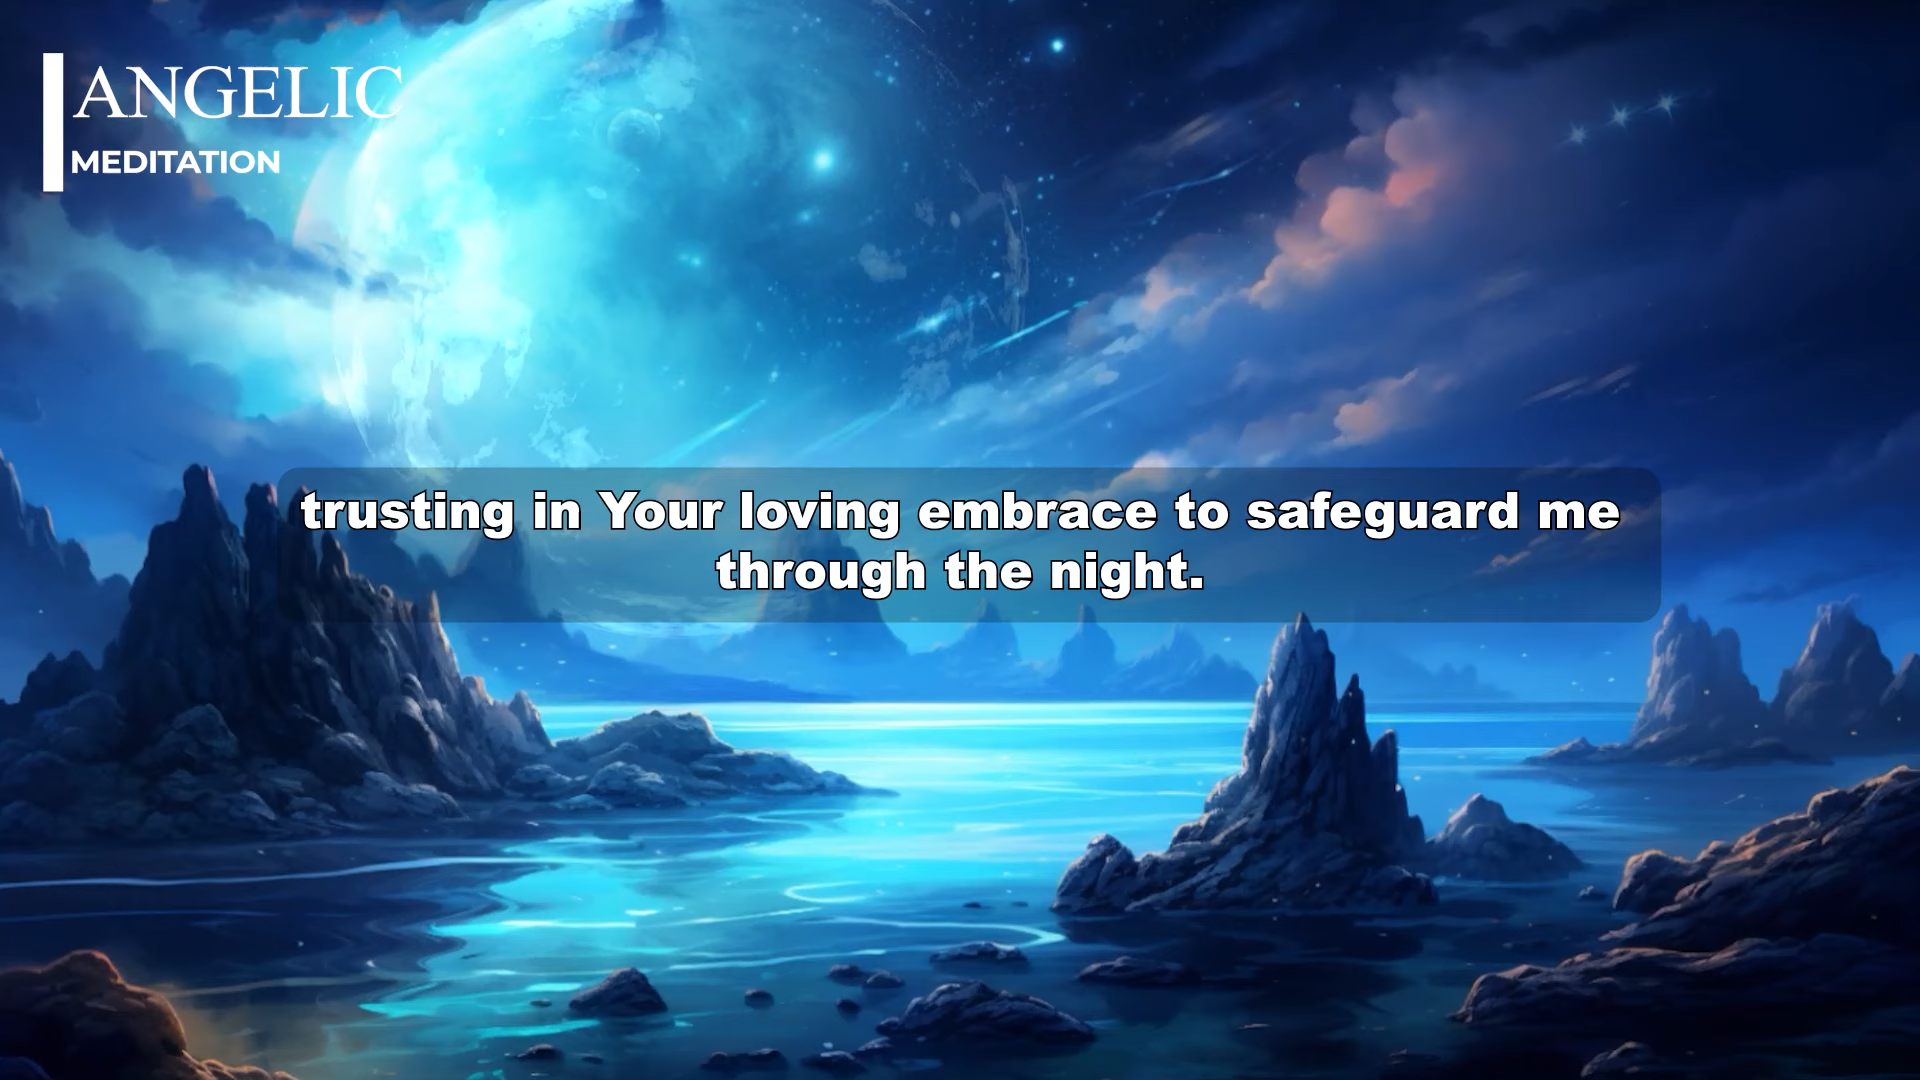 ANGELIC
MEDITATION
trusting in Your loving embrace to safeguard me
through the night.